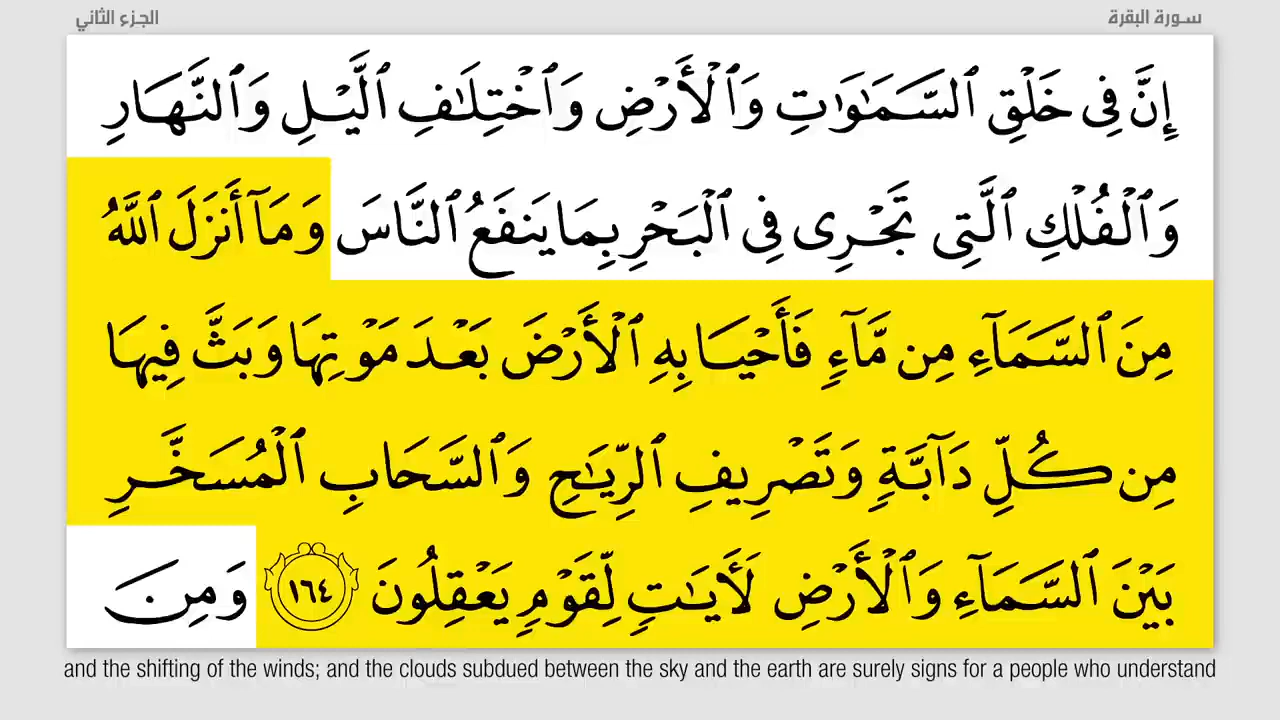 سورة البقرة
الجزء الثاني
إِنَّ فِى خَلْقِ ٱلسَّمَـٰوَٰتِ وَٱلْأَرْضِ وَٱخْتِلَـٰفِ ٱلَّيْلِ وَٱلنَّهَارِ
وَٱلْفُلْكِ ٱلَّتِى تَجْرِى فِى ٱلْبَحْرِ بِمَا يَنفَعُ ٱلنَّاسَ وَمَآ أَنزَلَ ٱللَّهُ
مِنَ ٱلسَّمَآءِ مِن مَّآءٍ فَأَحْيَا بِهِ ٱلْأَرْضَ بَعْدَ مَوْتِهَا وَبَثَّ فِيهَا
مِن كُلِّ دَآبَّةٍ وَتَصْرِيفِ ٱلرِّيَـٰحِ وَٱلسَّحَابِ ٱلْمُسَخَّرِ
بَيْنَ ٱلسَّمَآءِ وَٱلْأَرْضِ لَـَٔايَـٰتٍ لِّقَوْمٍ يَعْقِلُونَ ١٦٤ وَمِنَ
and the shifting of the winds; and the clouds subdued between the sky and the earth are surely signs for a people who understand